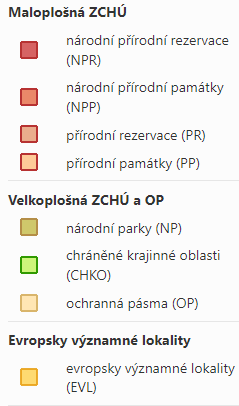 Maloplošná ZCHÚ
národní přírodní rezervace
(NPR)
národní přírodní památky
(NPP)
přírodní rezervace (PR)
přírodní památky (PP)
Velkoplošná ZCHÚ a OP
národní parky (NP)
chráněné krajinné oblasti
(CHKO)
ochranná pásma (OP)
Evropsky významné lokality
evropsky významné lokality
(EVL)